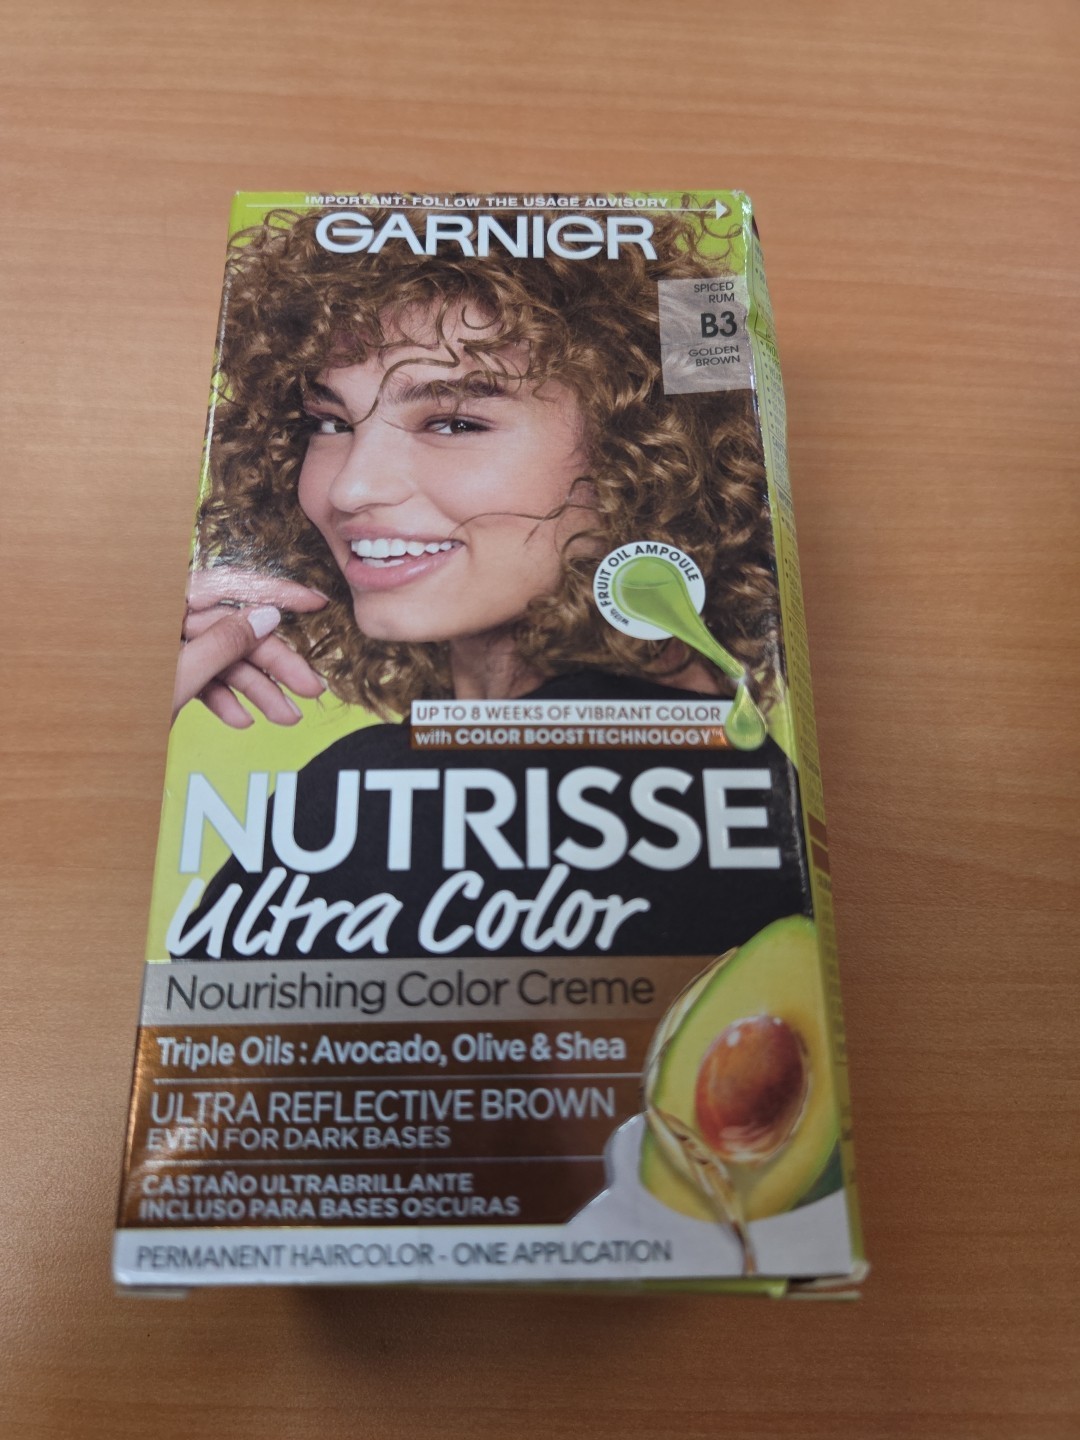 IMPORTANT: FOLLOW THE USAGE ADVISORY
GARNIER
SPICED
RUM
B3
GOLDEN
BROWN
with FRUIT OIL AMPOULE
UP TO 8 WEEKS OF VIBRANT COLOR
with COLOR BOOST TECHNOLOGY™
NUTRISSE
Ultra Color
Nourishing Color Creme
Triple Oils : Avocado, Olive & Shea
ULTRA REFLECTIVE BROWN
EVEN FOR DARK BASES
CASTAÑO ULTRABRILLANTE
INCLUSO PARA BASES OSCURAS
PERMANENT HAIRCOLOR - ONE APPLICATION